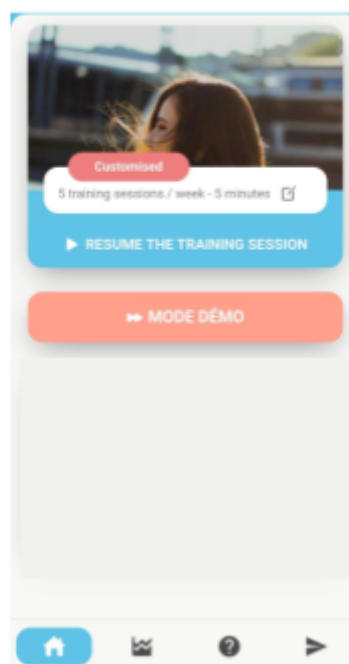 Customised
5 training sessions / week - 5 minutes
RESUME THE TRAINING SESSION
MODE DÉMO